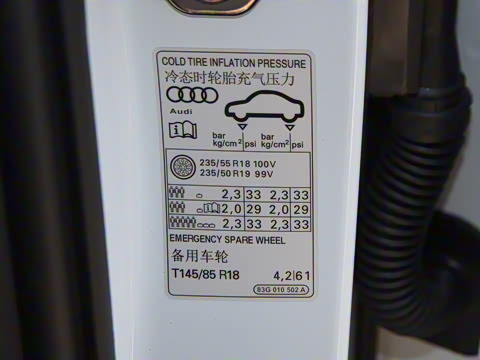 COLD TIRE INFLATION PRESSURE
冷态时轮胎充气压力
Audi
bar kg/cm² psi bar kg/cm² psi
235/55 R18 100V
235/50 R19 99V
2,3 33 2,3 33
2,0 29 2,0 29
2,3 33 2,3 33
EMERGENCY SPARE WHEEL
备用车轮
T145/85 R18 4,2 61
83G 010 502 A